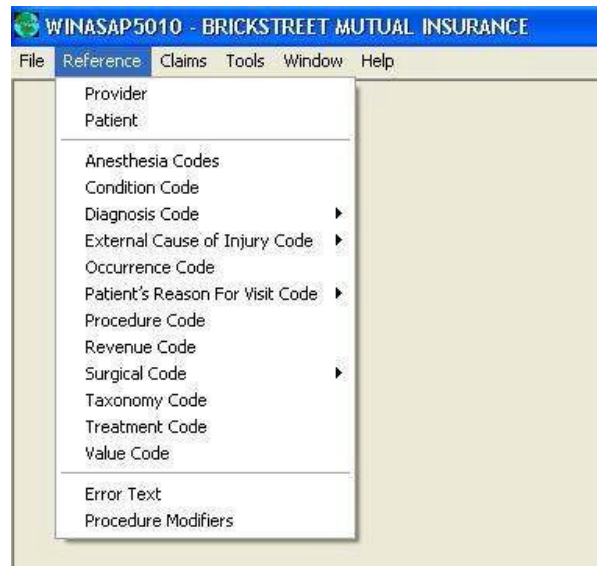 WINASAP5010 - BRICKSTREET MUTUAL INSURANCE
File Reference Claims Tools Window Help
Provider
Patient
Anesthesia Codes
Condition Code
Diagnosis Code
External Cause of Injury Code
Occurrence Code
Patient's Reason For Visit Code
Procedure Code
Revenue Code
Surgical Code
Taxonomy Code
Treatment Code
Value Code
Error Text
Procedure Modifiers